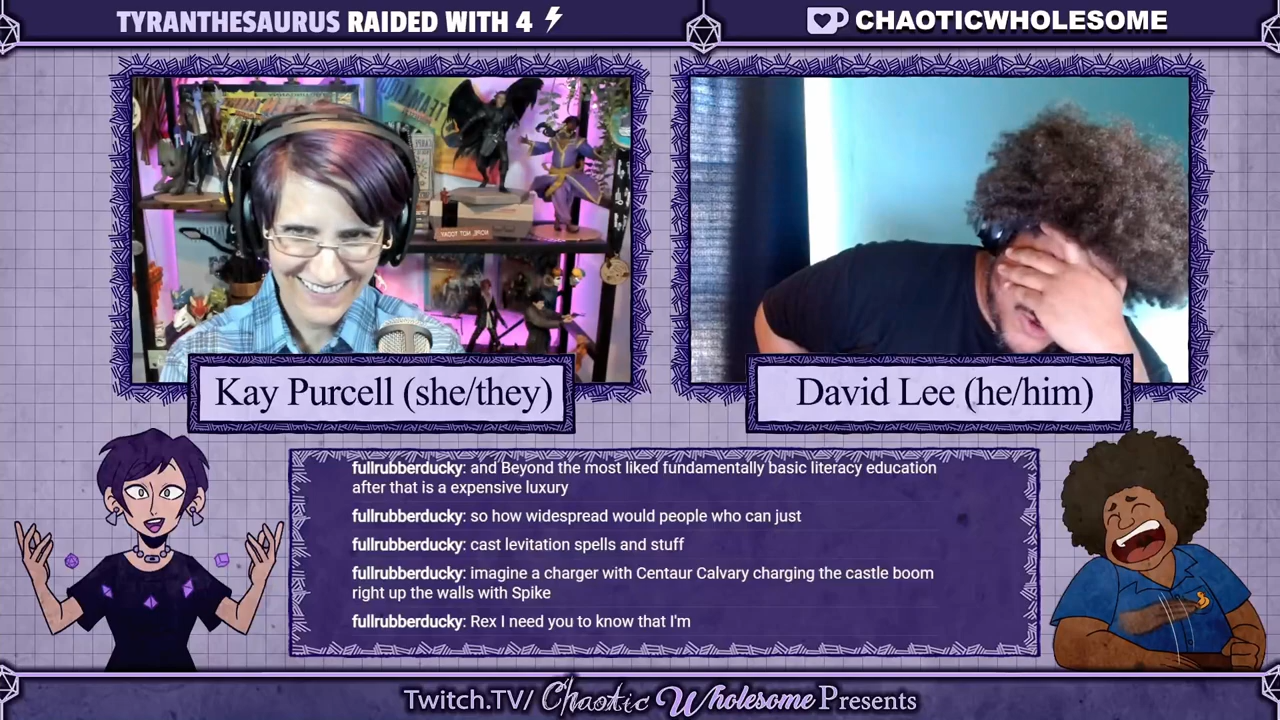 TYRANTHESAURUS RAIDED WITH 4
CHAOTICWHOLESOME
Kay Purcell (she/they)
David Lee (he/him)
fullrubberducky: and Beyond the most liked fundamentally basic literacy education
after that is a expensive luxury
fullrubberducky: so how widespread would people who can just
fullrubberducky: cast levitation spells and stuff
fullrubberducky: imagine a charger with Centaur Calvary charging the castle boom
right up the walls with Spike
fullrubberducky: Rex I need you to know that I'm
Twitch.TV/ Chaotic Wholesome Presents